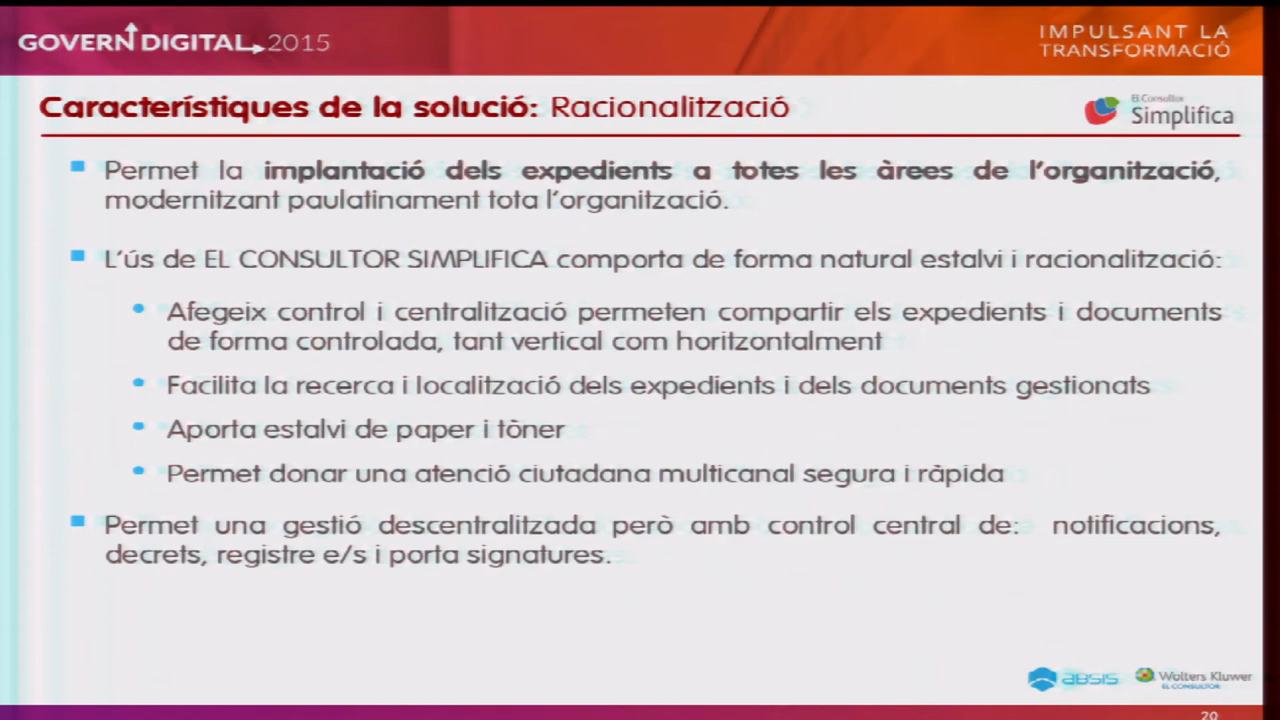 GOVERN DIGITAL 2015
IMPULSANT LA
TRANSFORMACIÓ
Característiques de la solució: Racionalització
El Consultor
Simplifica
Permet la implantació dels expedients a totes les àrees de l'organització,
modernitzant paulatinament tota l'organització.
L'ús de EL CONSULTOR SIMPLIFICA comporta de forma natural estalvi i racionalització:
Afegeix control i centralització permeten compartir els expedients i documents
de forma controlada, tant vertical com horitzontalment
Facilita la recerca i localització dels expedients i dels documents gestionats
Aporta estalvi de paper i tòner
Permet donar una atenció ciutadana multicanal segura i ràpida
Permet una gestió descentralitzada però amb control central de: notificacions,
decrets, registre e/s i porta signatures.
absis
Wolters Kluwer
EL CONSULTOR
20